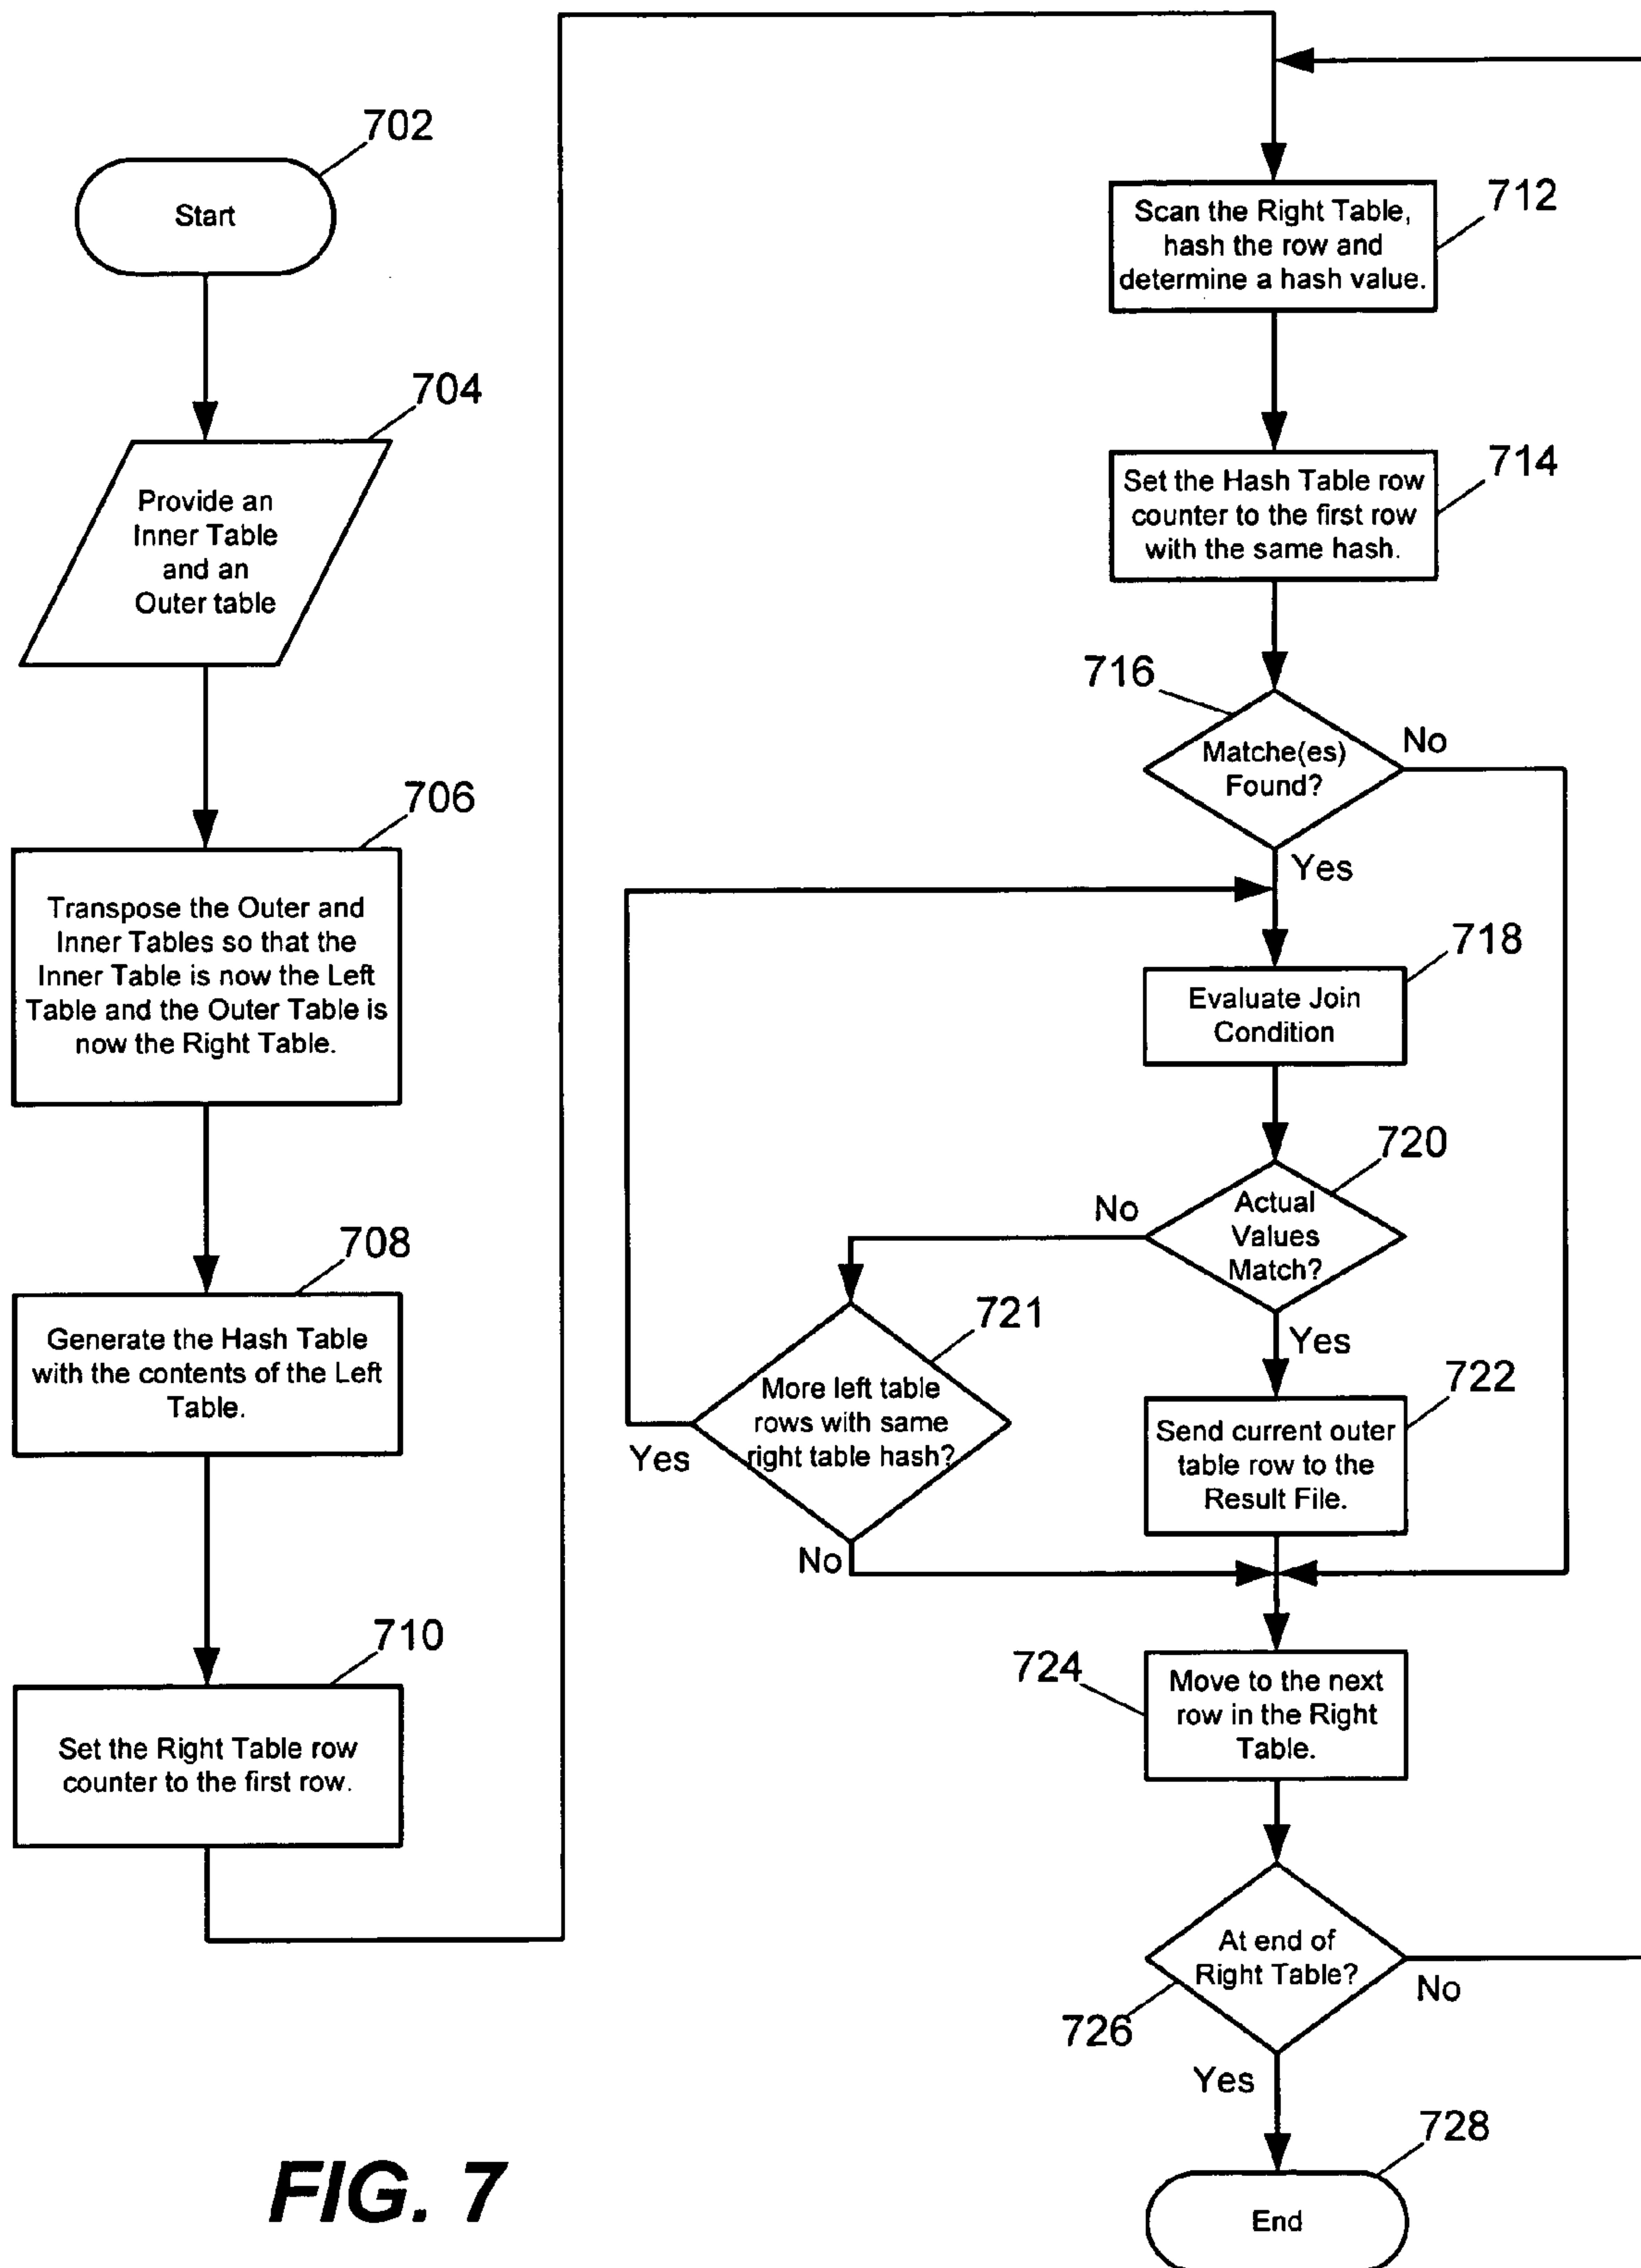 702
Start
704
Provide an
Inner Table
and an
Outer table
706
Transpose the Outer and
Inner Tables so that the
Inner Table is now the Left
Table and the Outer Table is
now the Right Table.
708
Generate the Hash Table
with the contents of the Left
Table.
710
Set the Right Table row
counter to the first row.
712
Scan the Right Table,
hash the row and
determine a hash value.
714
Set the Hash Table row
counter to the first row
with the same hash.
716
Matche(es)
Found?
No
Yes
718
Evaluate Join
Condition
720
Actual
Values
Match?
No
Yes
721
More left table
rows with same
right table hash?
Yes
No
722
Send current outer
table row to the
Result File.
724
Move to the next
row in the Right
Table.
At end of
Right Table?
No
726
Yes
728
End
FIG. 7